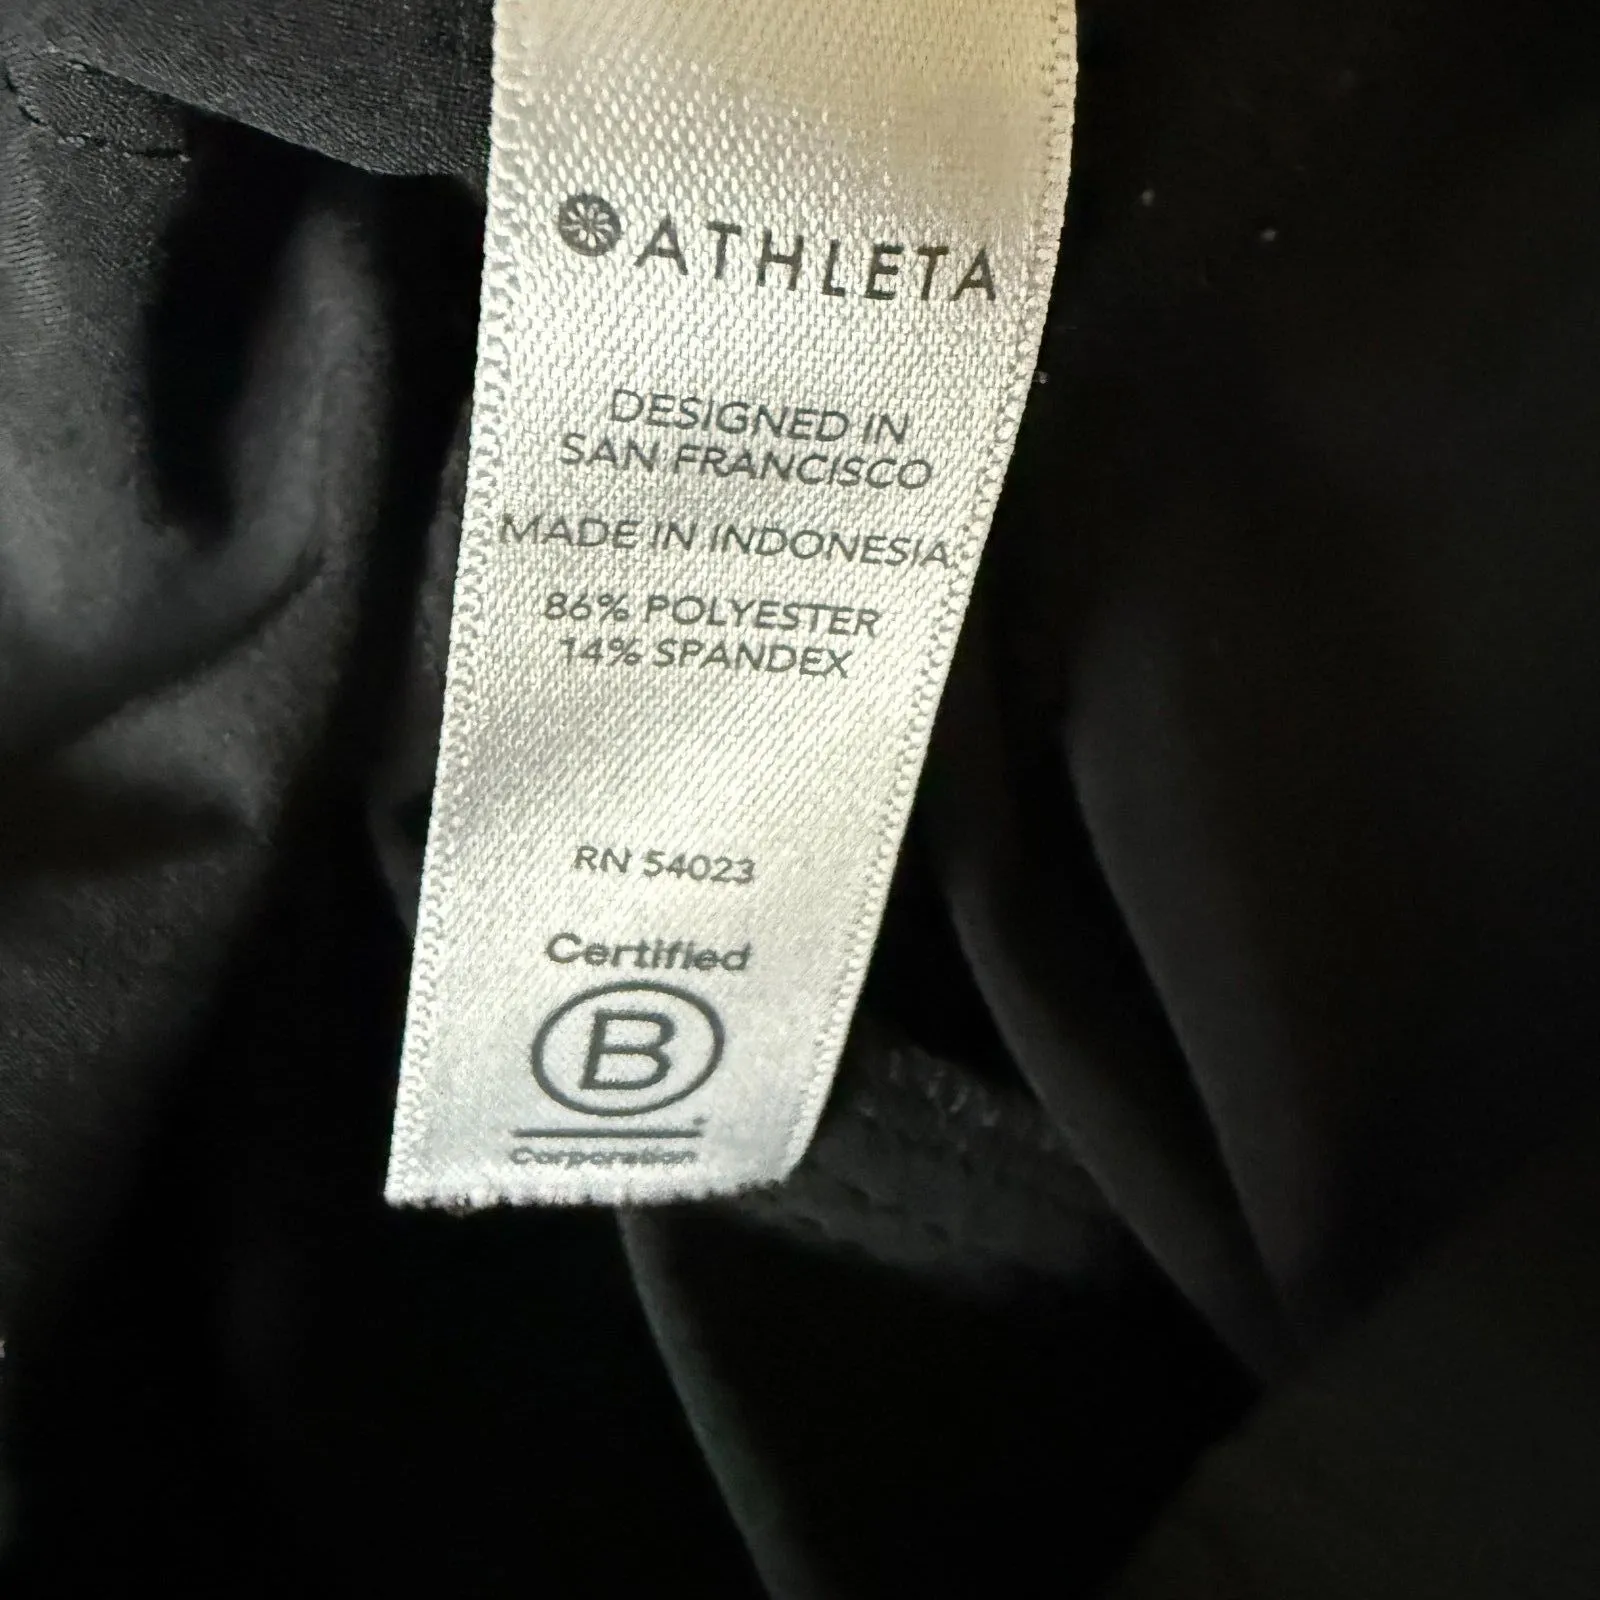 ATHLETA
DESIGNED IN
SAN FRANCISCO
MADE IN INDONESIA
86% POLYESTER
14% SPANDEX
RN 54023
Certified
B
Corporation